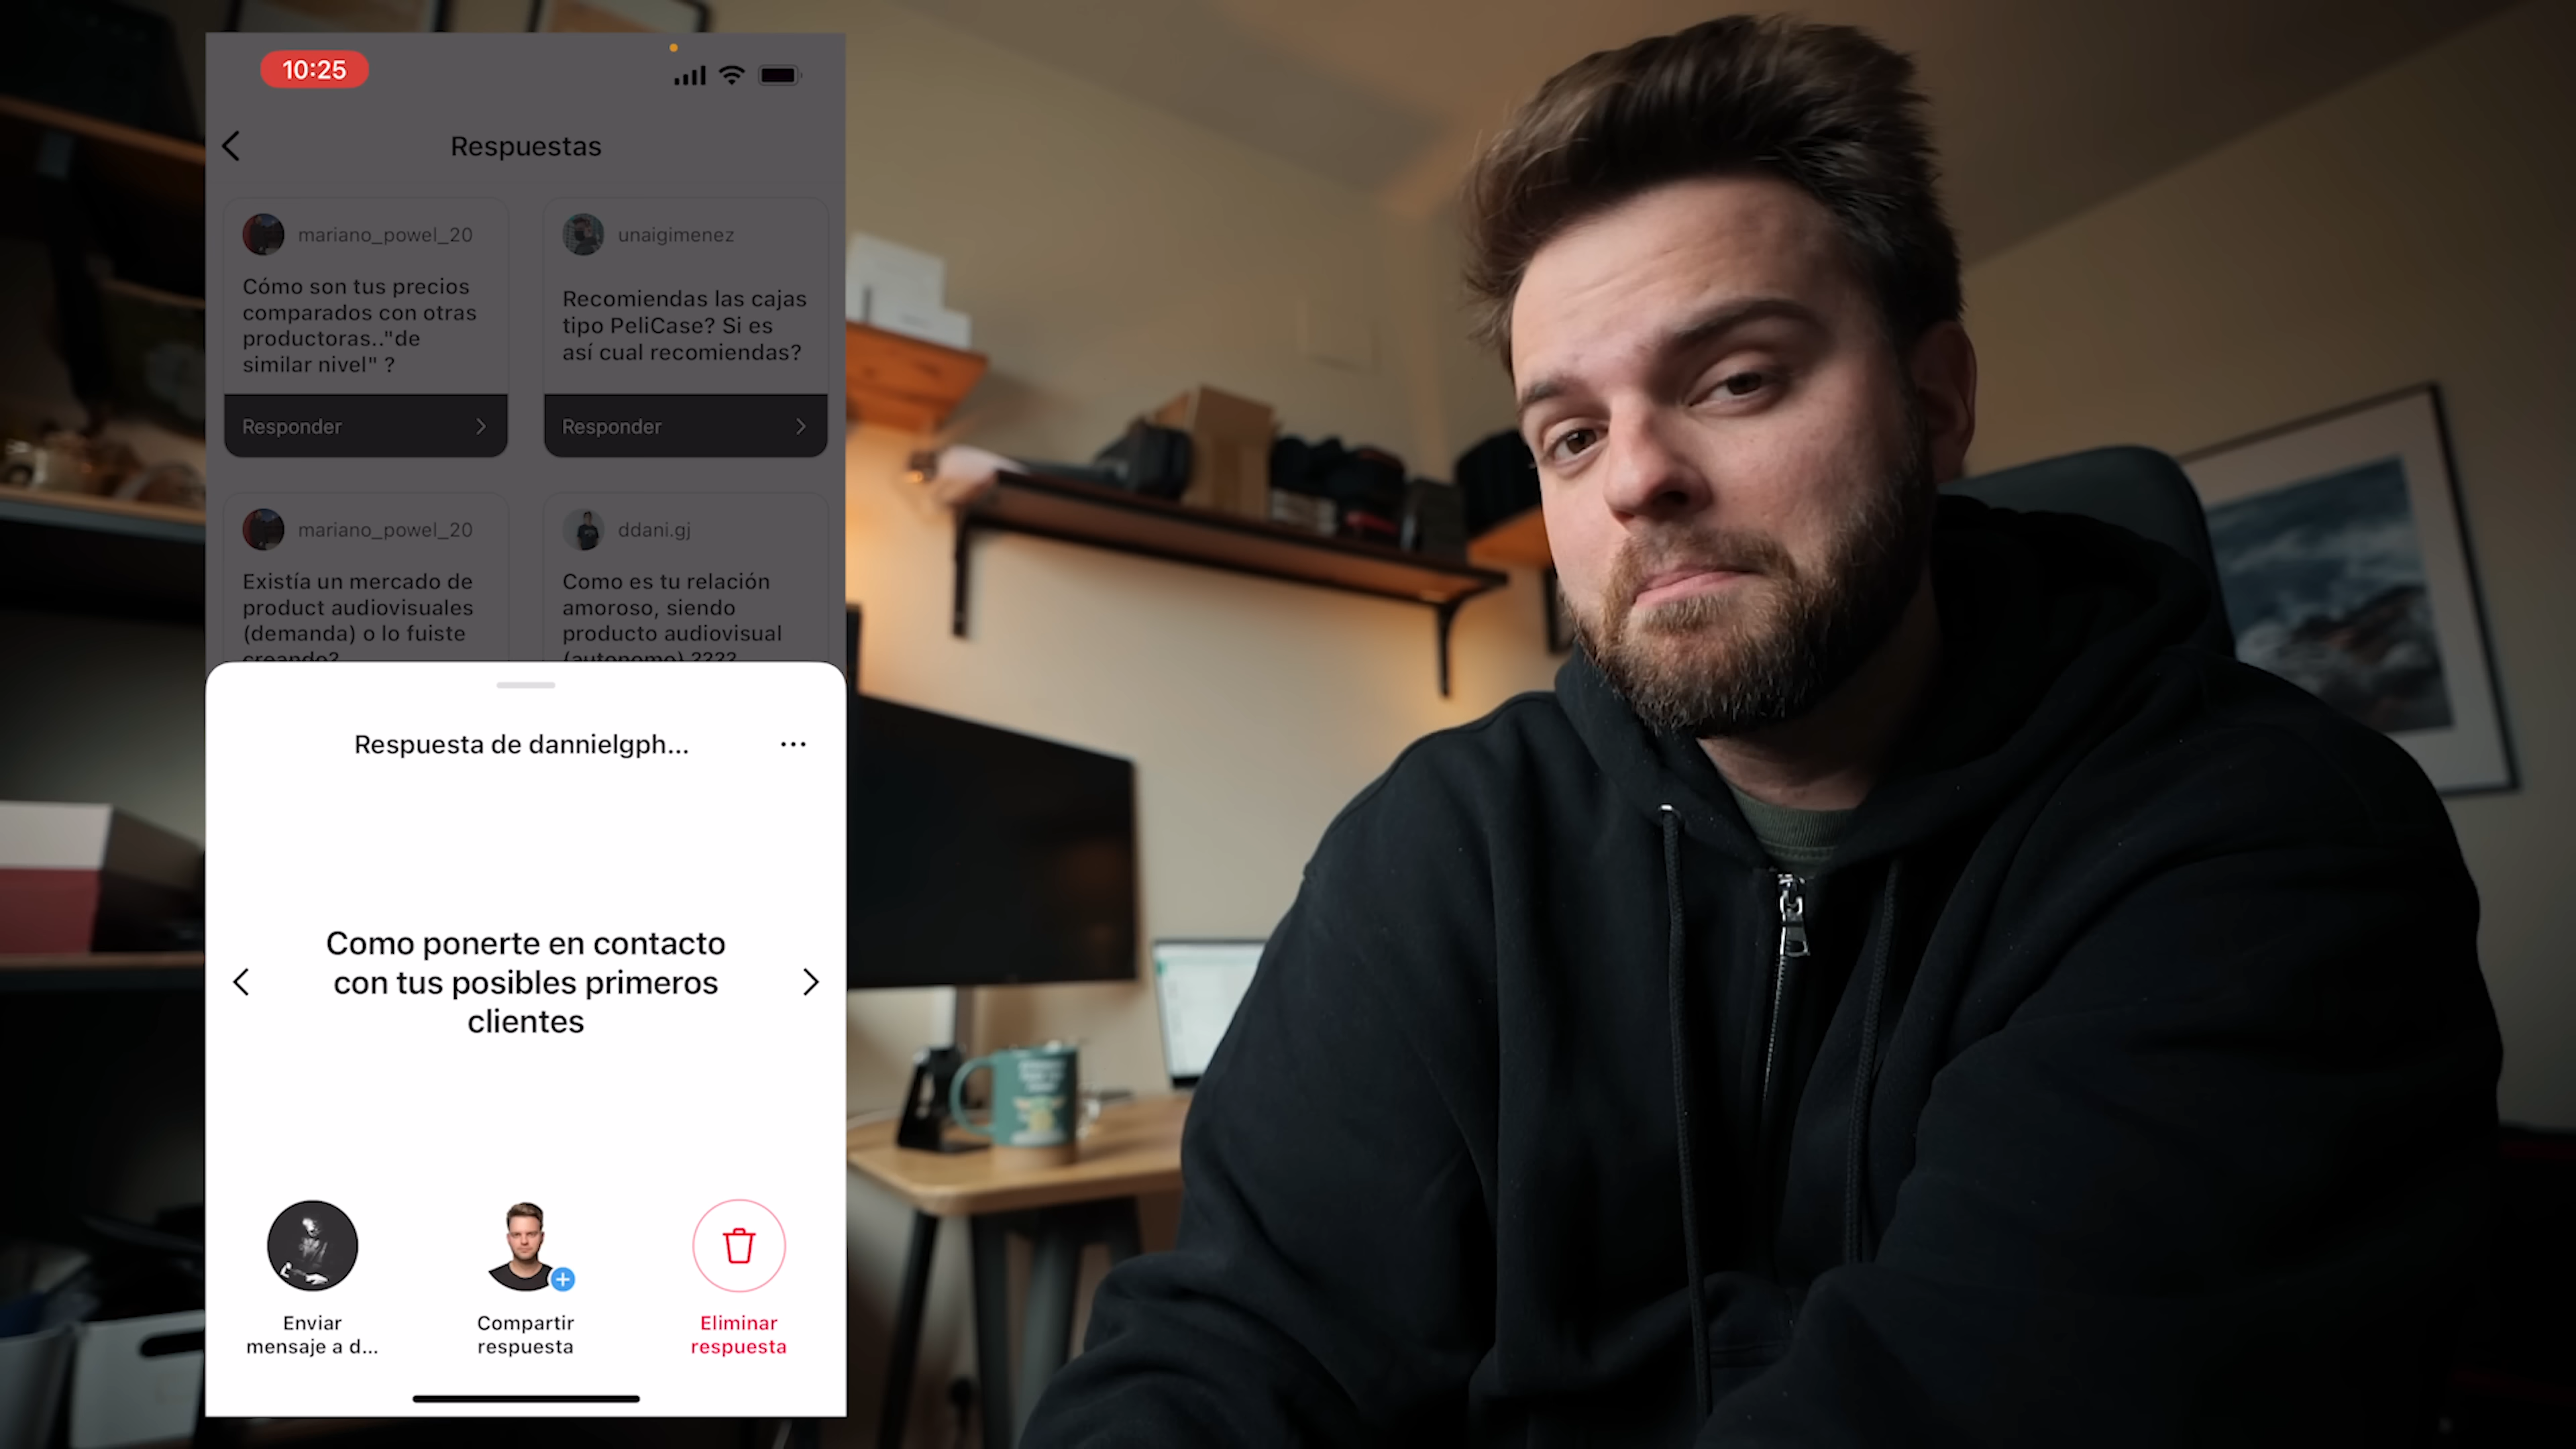 10:25
Respuestas
mariano_powel_20
Cómo son tus precios
comparados con otras
productoras.."de
similar nivel" ?
Responder
unaigimenez
Recomiendas las cajas
tipo PeliCase? Si es
así cual recomiendas?
Responder
mariano_powel_20
Existía un mercado de
product audiovisuales
(demanda) o lo fuiste
creando?
ddani.gj
Como es tu relación
amoroso, siendo
producto audiovisual
(autonomo) ????
Respuesta de dannielgph...
Como ponerte en contacto
con tus posibles primeros
clientes
Enviar
mensaje a d...
Compartir
respuesta
Eliminar
respuesta